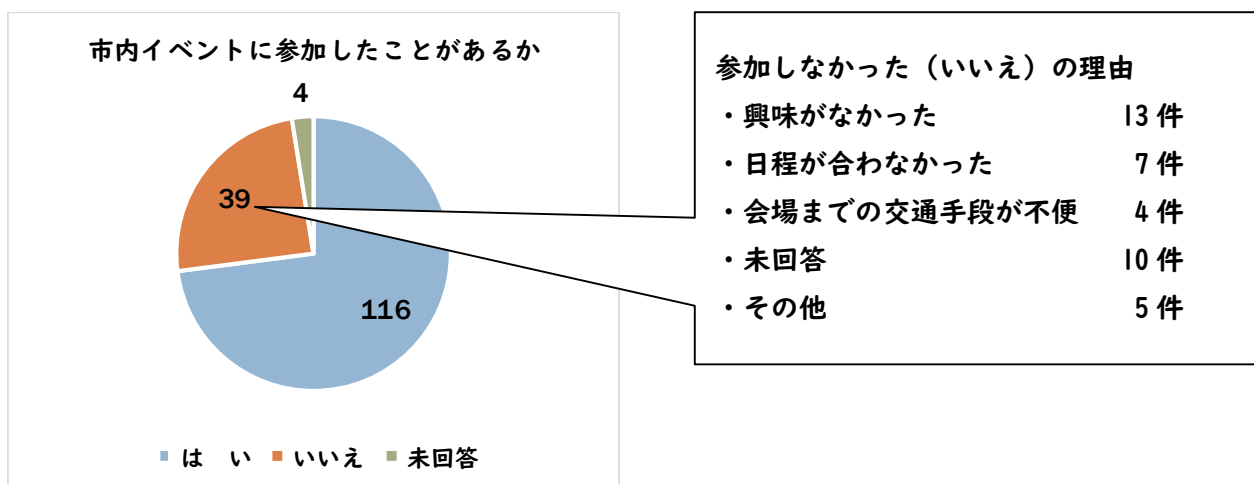 市内イベントに参加したことがあるか
4
39
116
は　い いいえ 未回答
参加しなかった（いいえ）の理由
・興味がなかった 13件
・日程が合わなかった 7件
・会場までの交通手段が不便 4件
・未回答 10件
・その他 5件